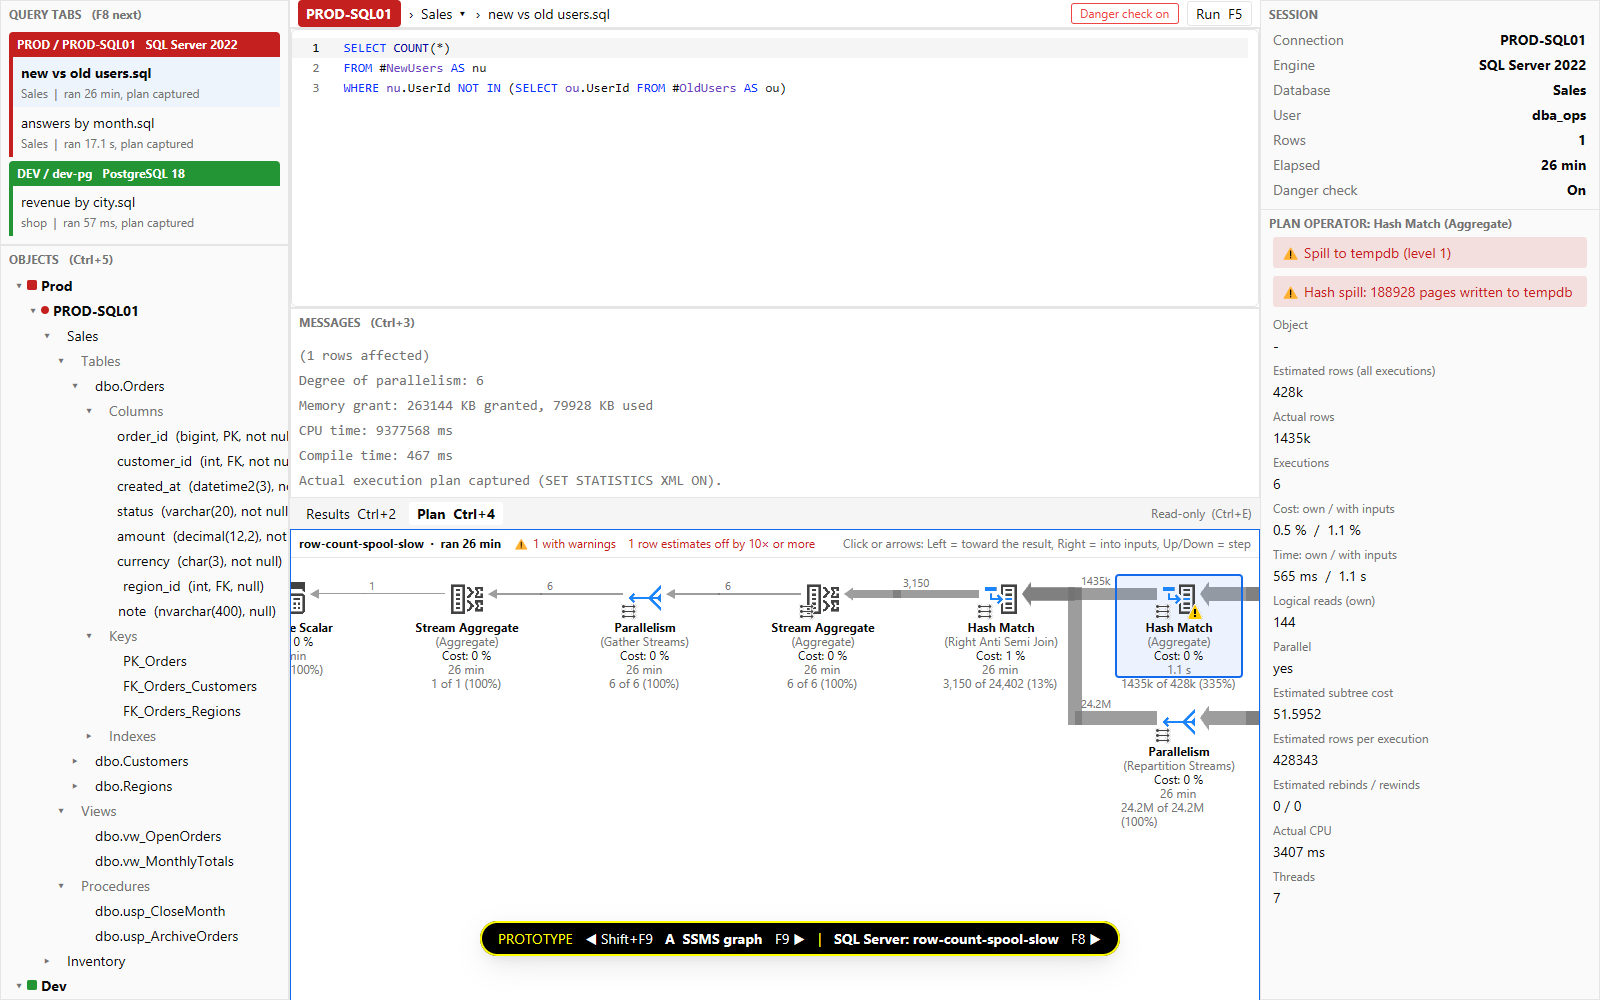 QUERY TABS (F8 next)
PROD / PROD-SQL01 SQL Server 2022
new vs old users.sql
Sales | ran 26 min, plan captured
answers by month.sql
Sales | ran 17.1 s, plan captured
DEV / dev-pg PostgreSQL 18
revenue by city.sql
shop | ran 57 ms, plan captured
OBJECTS (Ctrl+5)
Prod
PROD-SQL01
Sales
Tables
dbo.Orders
Columns
order_id (bigint, PK, not nul
customer_id (int, FK, not nu
created_at (datetime2(3), n
status (varchar(20), not null
amount (decimal(12,2), not
currency (char(3), not null)
region_id (int, FK, null)
note (nvarchar(400), null)
Keys
PK_Orders
FK_Orders_Customers
FK_Orders_Regions
Indexes
dbo.Customers
dbo.Regions
Views
dbo.vw_OpenOrders
dbo.vw_MonthlyTotals
Procedures
dbo.usp_CloseMonth
dbo.usp_ArchiveOrders
Inventory
Dev
PROD-SQL01 › Sales ▾ › new vs old users.sql
Danger check on Run F5
1 SELECT COUNT(*)
2 FROM #NewUsers AS nu
3 WHERE nu.UserId NOT IN (SELECT ou.UserId FROM #OldUsers AS ou)
MESSAGES (Ctrl+3)
(1 rows affected)
Degree of parallelism: 6
Memory grant: 263144 KB granted, 79928 KB used
CPU time: 9377568 ms
Compile time: 467 ms
Actual execution plan captured (SET STATISTICS XML ON).
Results Ctrl+2 Plan Ctrl+4 Read-only (Ctrl+E)
row-count-spool-slow · ran 26 min 1 with warnings 1 row estimates off by 10× or more Click or arrows: Left = toward the result, Right = into inputs, Up/Down = step
e Scalar
0 %
min
(100%)
1
Stream Aggregate
(Aggregate)
Cost: 0 %
26 min
1 of 1 (100%)
6
Parallelism
(Gather Streams)
Cost: 0 %
26 min
6 of 6 (100%)
6
Stream Aggregate
(Aggregate)
Cost: 0 %
26 min
6 of 6 (100%)
3,150
Hash Match
(Right Anti Semi Join)
Cost: 1 %
26 min
3,150 of 24,402 (13%)
1435k
Hash Match
(Aggregate)
Cost: 0 %
1.1 s
1435k of 428k (335%)
24.2M
Parallelism
(Repartition Streams)
Cost: 0 %
26 min
24.2M of 24.2M
(100%)
PROTOTYPE ◀ Shift+F9 A SSMS graph F9 ▶ | SQL Server: row-count-spool-slow F8 ▶
SESSION
Connection PROD-SQL01
Engine SQL Server 2022
Database Sales
User dba_ops
Rows 1
Elapsed 26 min
Danger check On
PLAN OPERATOR: Hash Match (Aggregate)
Spill to tempdb (level 1)
Hash spill: 188928 pages written to tempdb
Object
-
Estimated rows (all executions)
428k
Actual rows
1435k
Executions
6
Cost: own / with inputs
0.5 % / 1.1 %
Time: own / with inputs
565 ms / 1.1 s
Logical reads (own)
144
Parallel
yes
Estimated subtree cost
51.5952
Estimated rows per execution
428343
Estimated rebinds / rewinds
0 / 0
Actual CPU
3407 ms
Threads
7